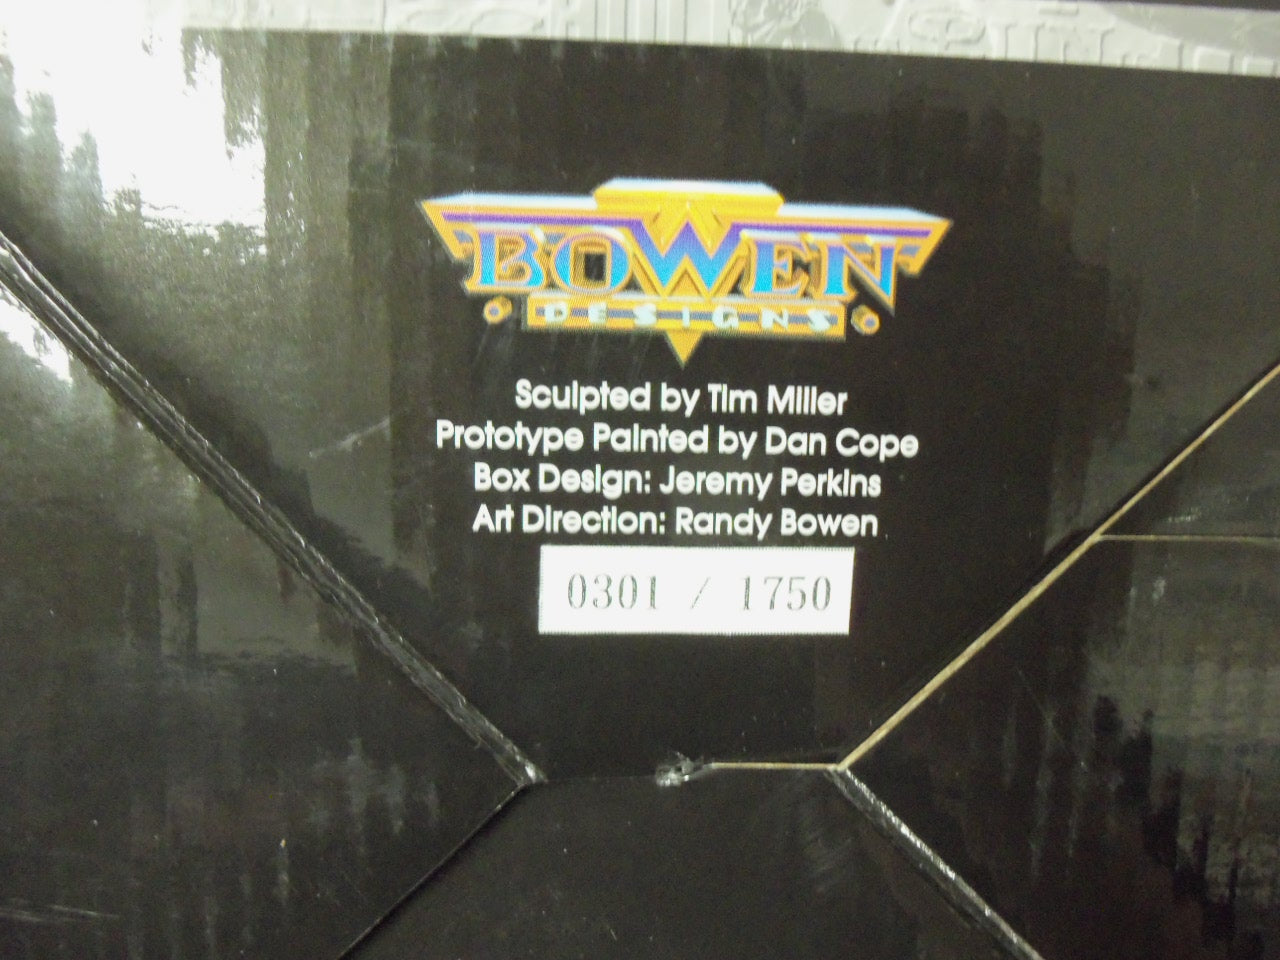 BOWEN
DESIGNS
Sculpted by Tim Miller
Prototype Painted by Dan Cope
Box Design: Jeremy Perkins
Art Direction: Randy Bowen
0301 / 1750